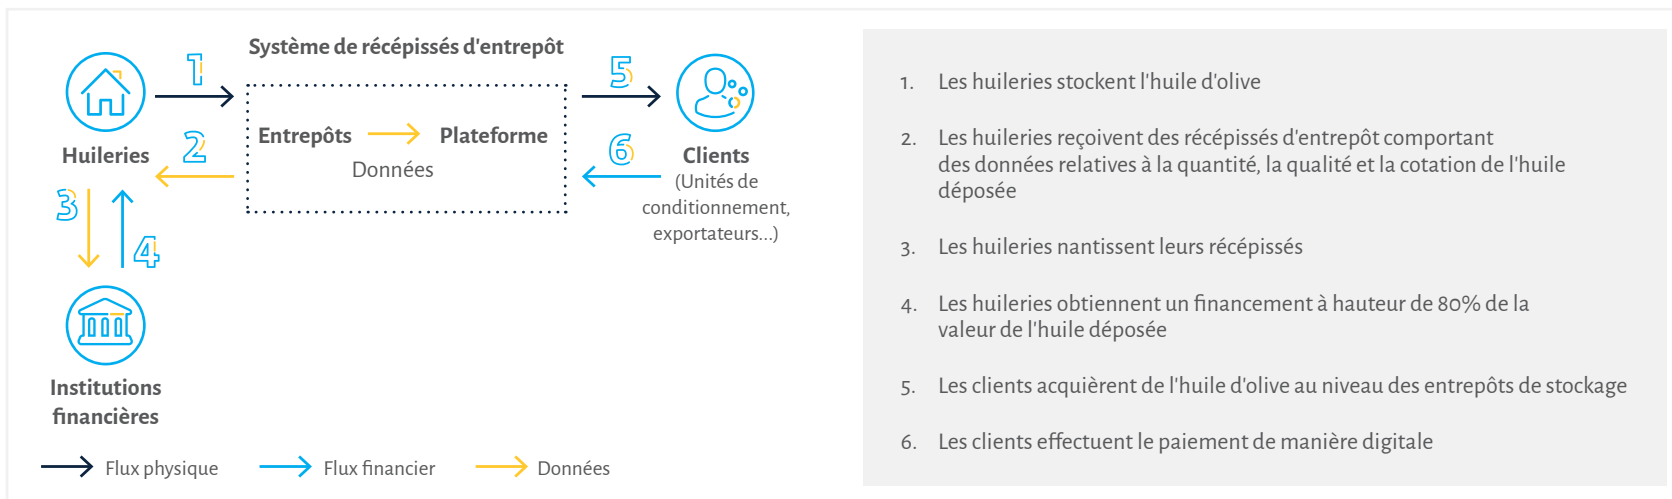 Système de récépissés d'entrepôt
1
5
Entrepôts
Plateforme
Données
Huileries
2
6
Clients
(Unités de
conditionnement,
exportateurs...)
3
4
Institutions
financières
Flux physique
Flux financier
Données
1. Les huileries stockent l'huile d'olive
2. Les huileries reçoivent des récépissés d'entrepôt comportant
des données relatives à la quantité, la qualité et la cotation de l'huile
déposée
3. Les huileries nantissent leurs récépissés
4. Les huileries obtiennent un financement à hauteur de 80% de la
valeur de l'huile déposée
5. Les clients acquièrent de l'huile d'olive au niveau des entrepôts de stockage
6. Les clients effectuent le paiement de manière digitale